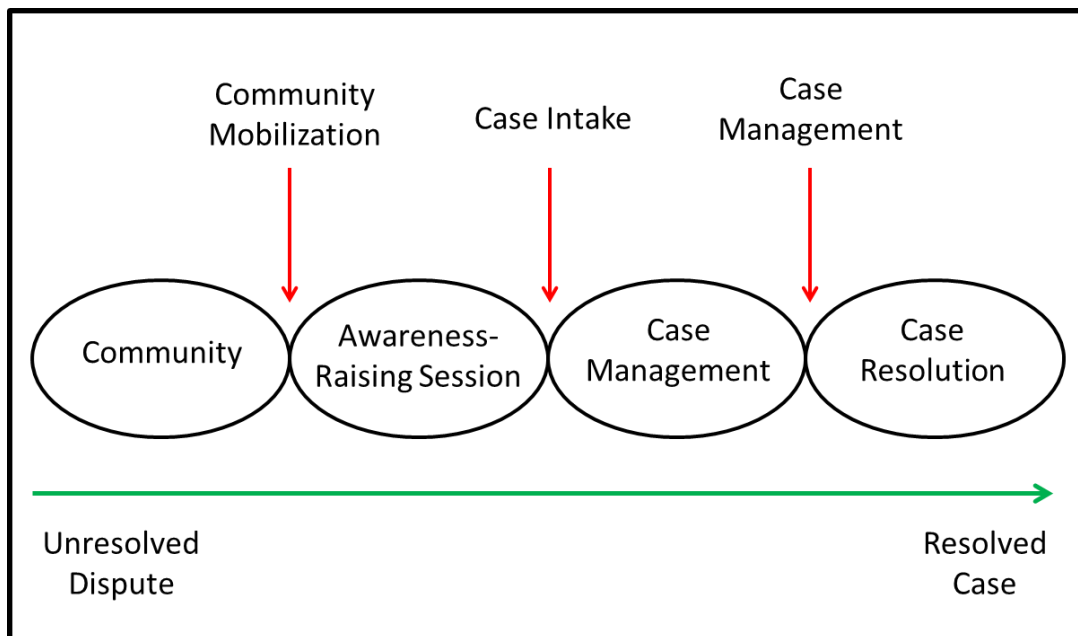 Community
Mobilization
Case Intake
Case
Management
Community
Awareness-
Raising Session
Case
Management
Case
Resolution
Unresolved
Dispute
Resolved
Case